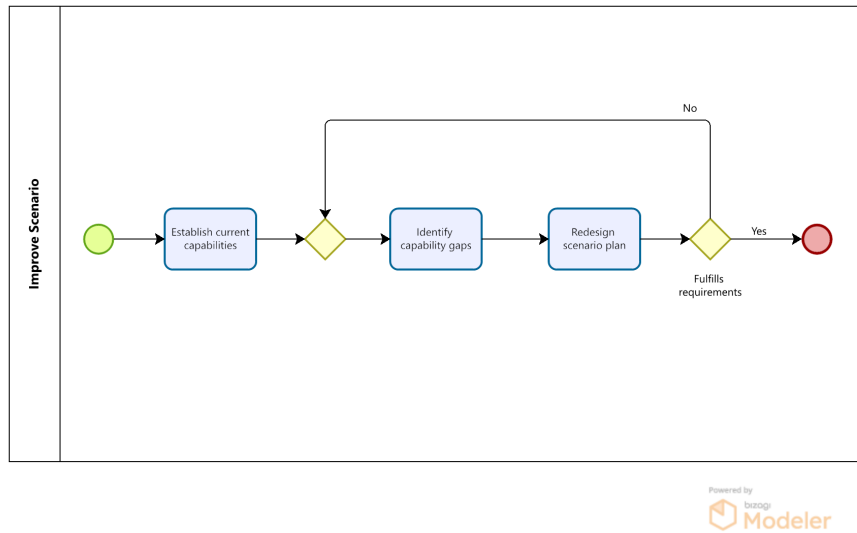 Improve Scenario
No
Establish current
capabilities
Identify
capability gaps
Redesign
scenario plan
Yes
Fulfills
requirements
Powered by
bizagi
Modeler